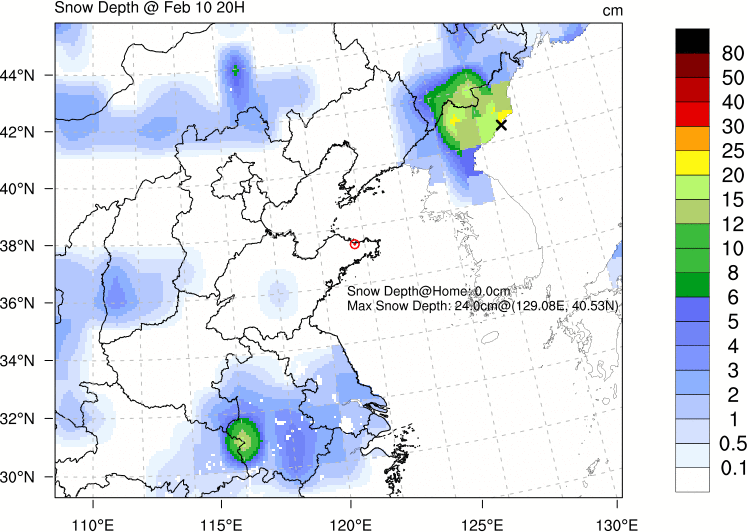 Snow Depth @ Feb 10 20H
cm
44°N
42°N
40°N
38°N
36°N
34°N
32°N
30°N
Snow Depth@Home: 0.0cm
Max Snow Depth: 24.0cm@(129.08E, 40.53N)
110°E
115°E
120°E
125°E
130°E
80
50
40
30
25
20
15
12
10
8
6
5
4
3
2
1
0.5
0.1